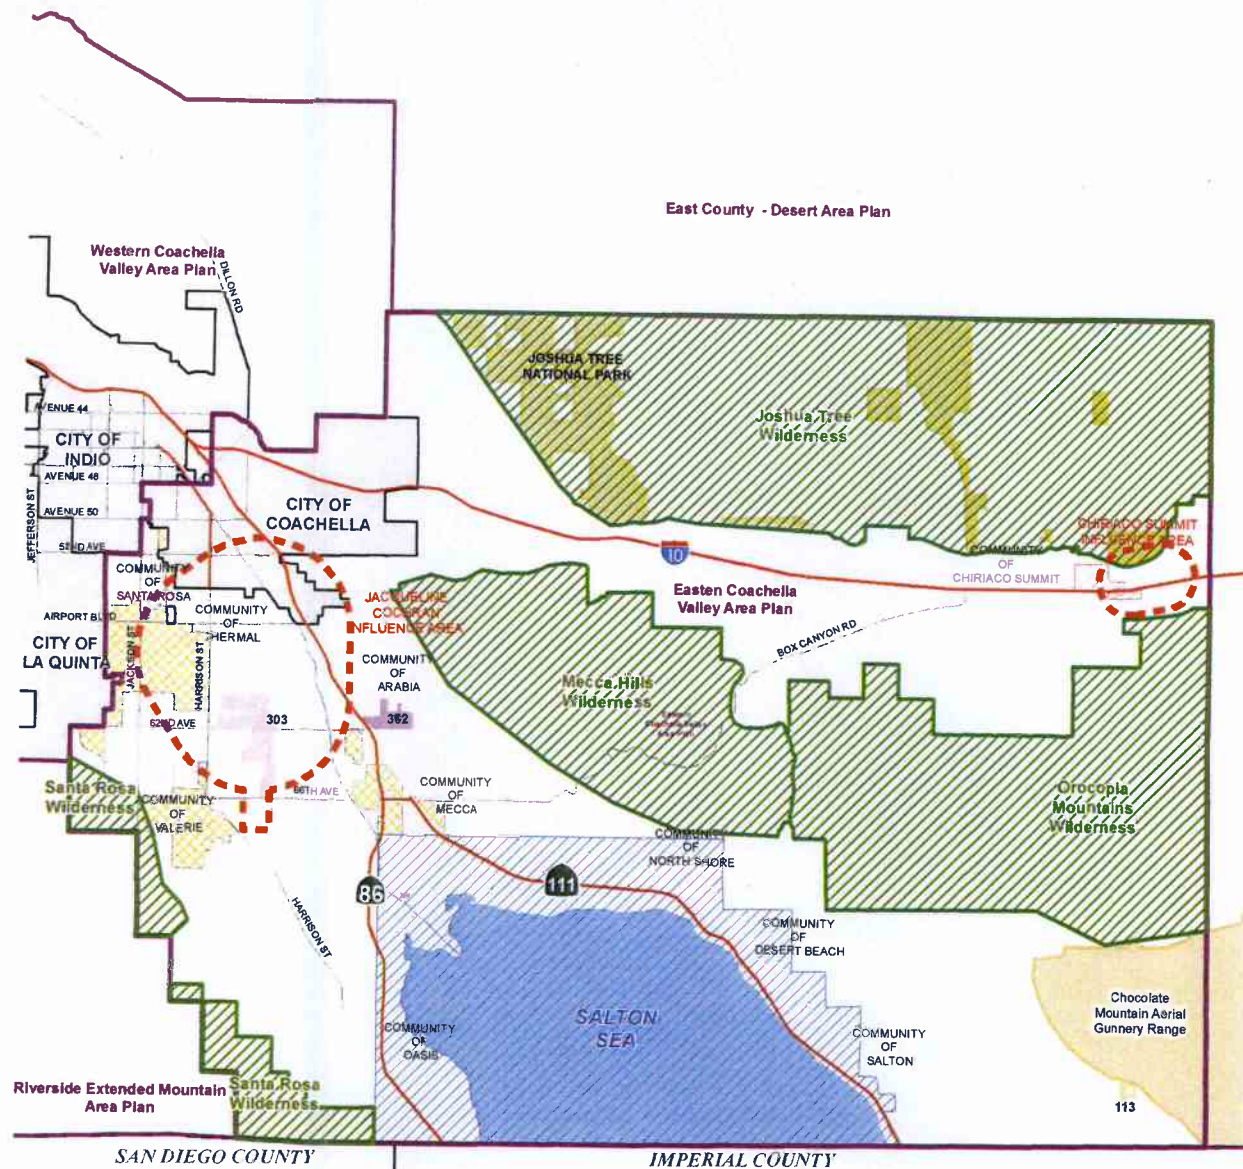 East County - Desert Area Plan
Western Coachella
Valley Area Plan
DILLON RD
JOSHUA TREE
NATIONAL PARK
Joshua Tree
Wilderness
AVENUE 44
CITY OF
INDIO
AVENUE 48
AVENUE 50
JEFFERSON ST
52ND AVE
CITY OF
COACHELLA
10
CHIRIACO SUMMIT
INFLUENCE AREA
COMMUNITY
OF
CHIRIACO SUMMIT
COMMUNITY
OF
SANTA ROSA
AIRPORT BLVD
COMMUNITY
OF
THERMAL
JACQUELINE
COCHRAN
INFLUENCE AREA
Easten Coachella
Valley Area Plan
BOX CANYON RD
CITY OF
LA QUINTA
JACKSON ST
HARRISON ST
COMMUNITY
OF
ARABIA
Mecca Hills
Wilderness
62ND AVE
303
362
Santa Rosa
Wilderness
COMMUNITY
OF
VALERIE
66TH AVE
COMMUNITY
OF
MECCA
Orocopia
Mountains
Wilderness
COMMUNITY
OF
NORTH SHORE
86
111
HARRISON ST
COMMUNITY
OF
DESERT BEACH
SALTON
SEA
COMMUNITY
OF
OASIS
COMMUNITY
OF
SALTON
Chocolate
Mountain Aerial
Gunnery Range
Riverside Extended Mountain
Area Plan
Santa Rosa
Wilderness
113
SAN DIEGO COUNTY
IMPERIAL COUNTY